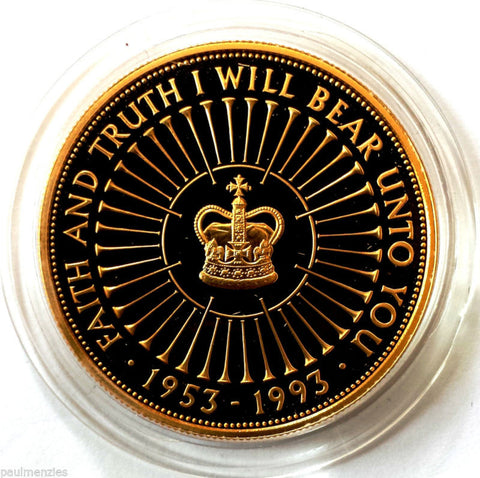 · FAITH AND TRUTH I WILL BEAR UNTO YOU ·
1953 - 1993
paulmenzies